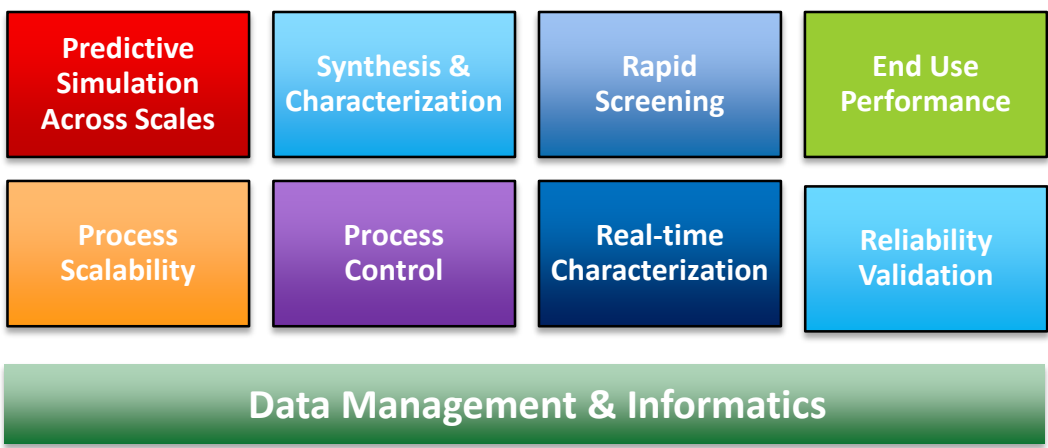 Predictive
Simulation
Across Scales
Synthesis &
Characterization
Rapid
Screening
End Use
Performance
Process
Scalability
Process
Control
Real-time
Characterization
Reliability
Validation
Data Management & Informatics